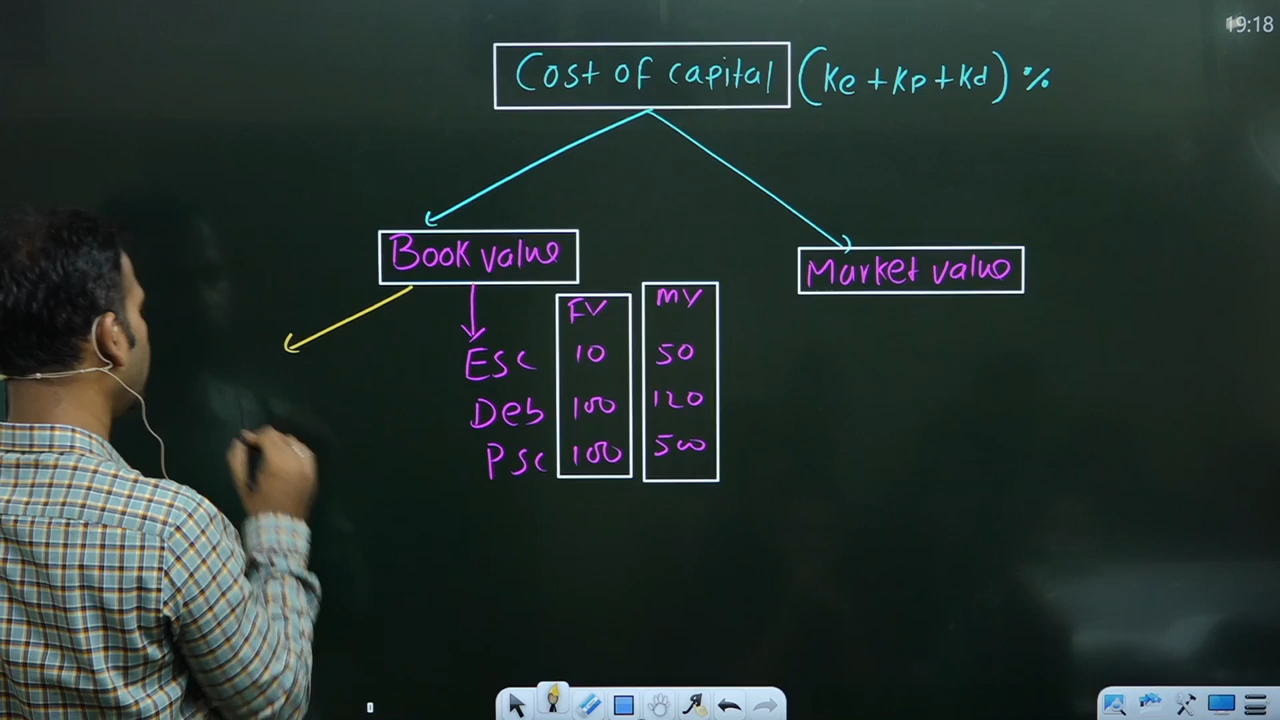 19:18
Cost of capital (Ke + Kp + Kd) %
Book value
Market value
FV MV
Esc 10 50
Deb 100 120
Psc 100 500